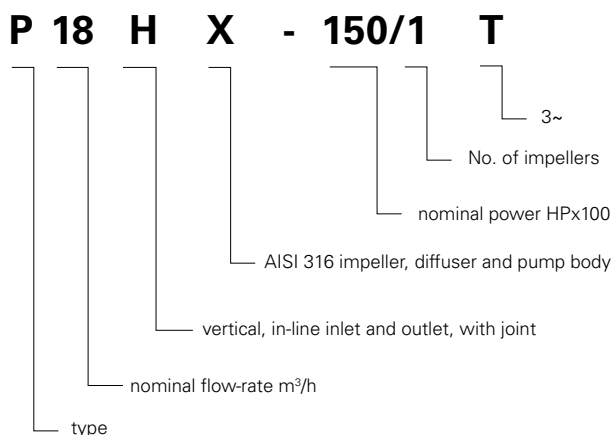 P 18 H X - 150/1 T
3~
No. of impellers
nominal power HPx100
AISI 316 impeller, diffuser and pump body
vertical, in-line inlet and outlet, with joint
nominal flow-rate m³/h
type